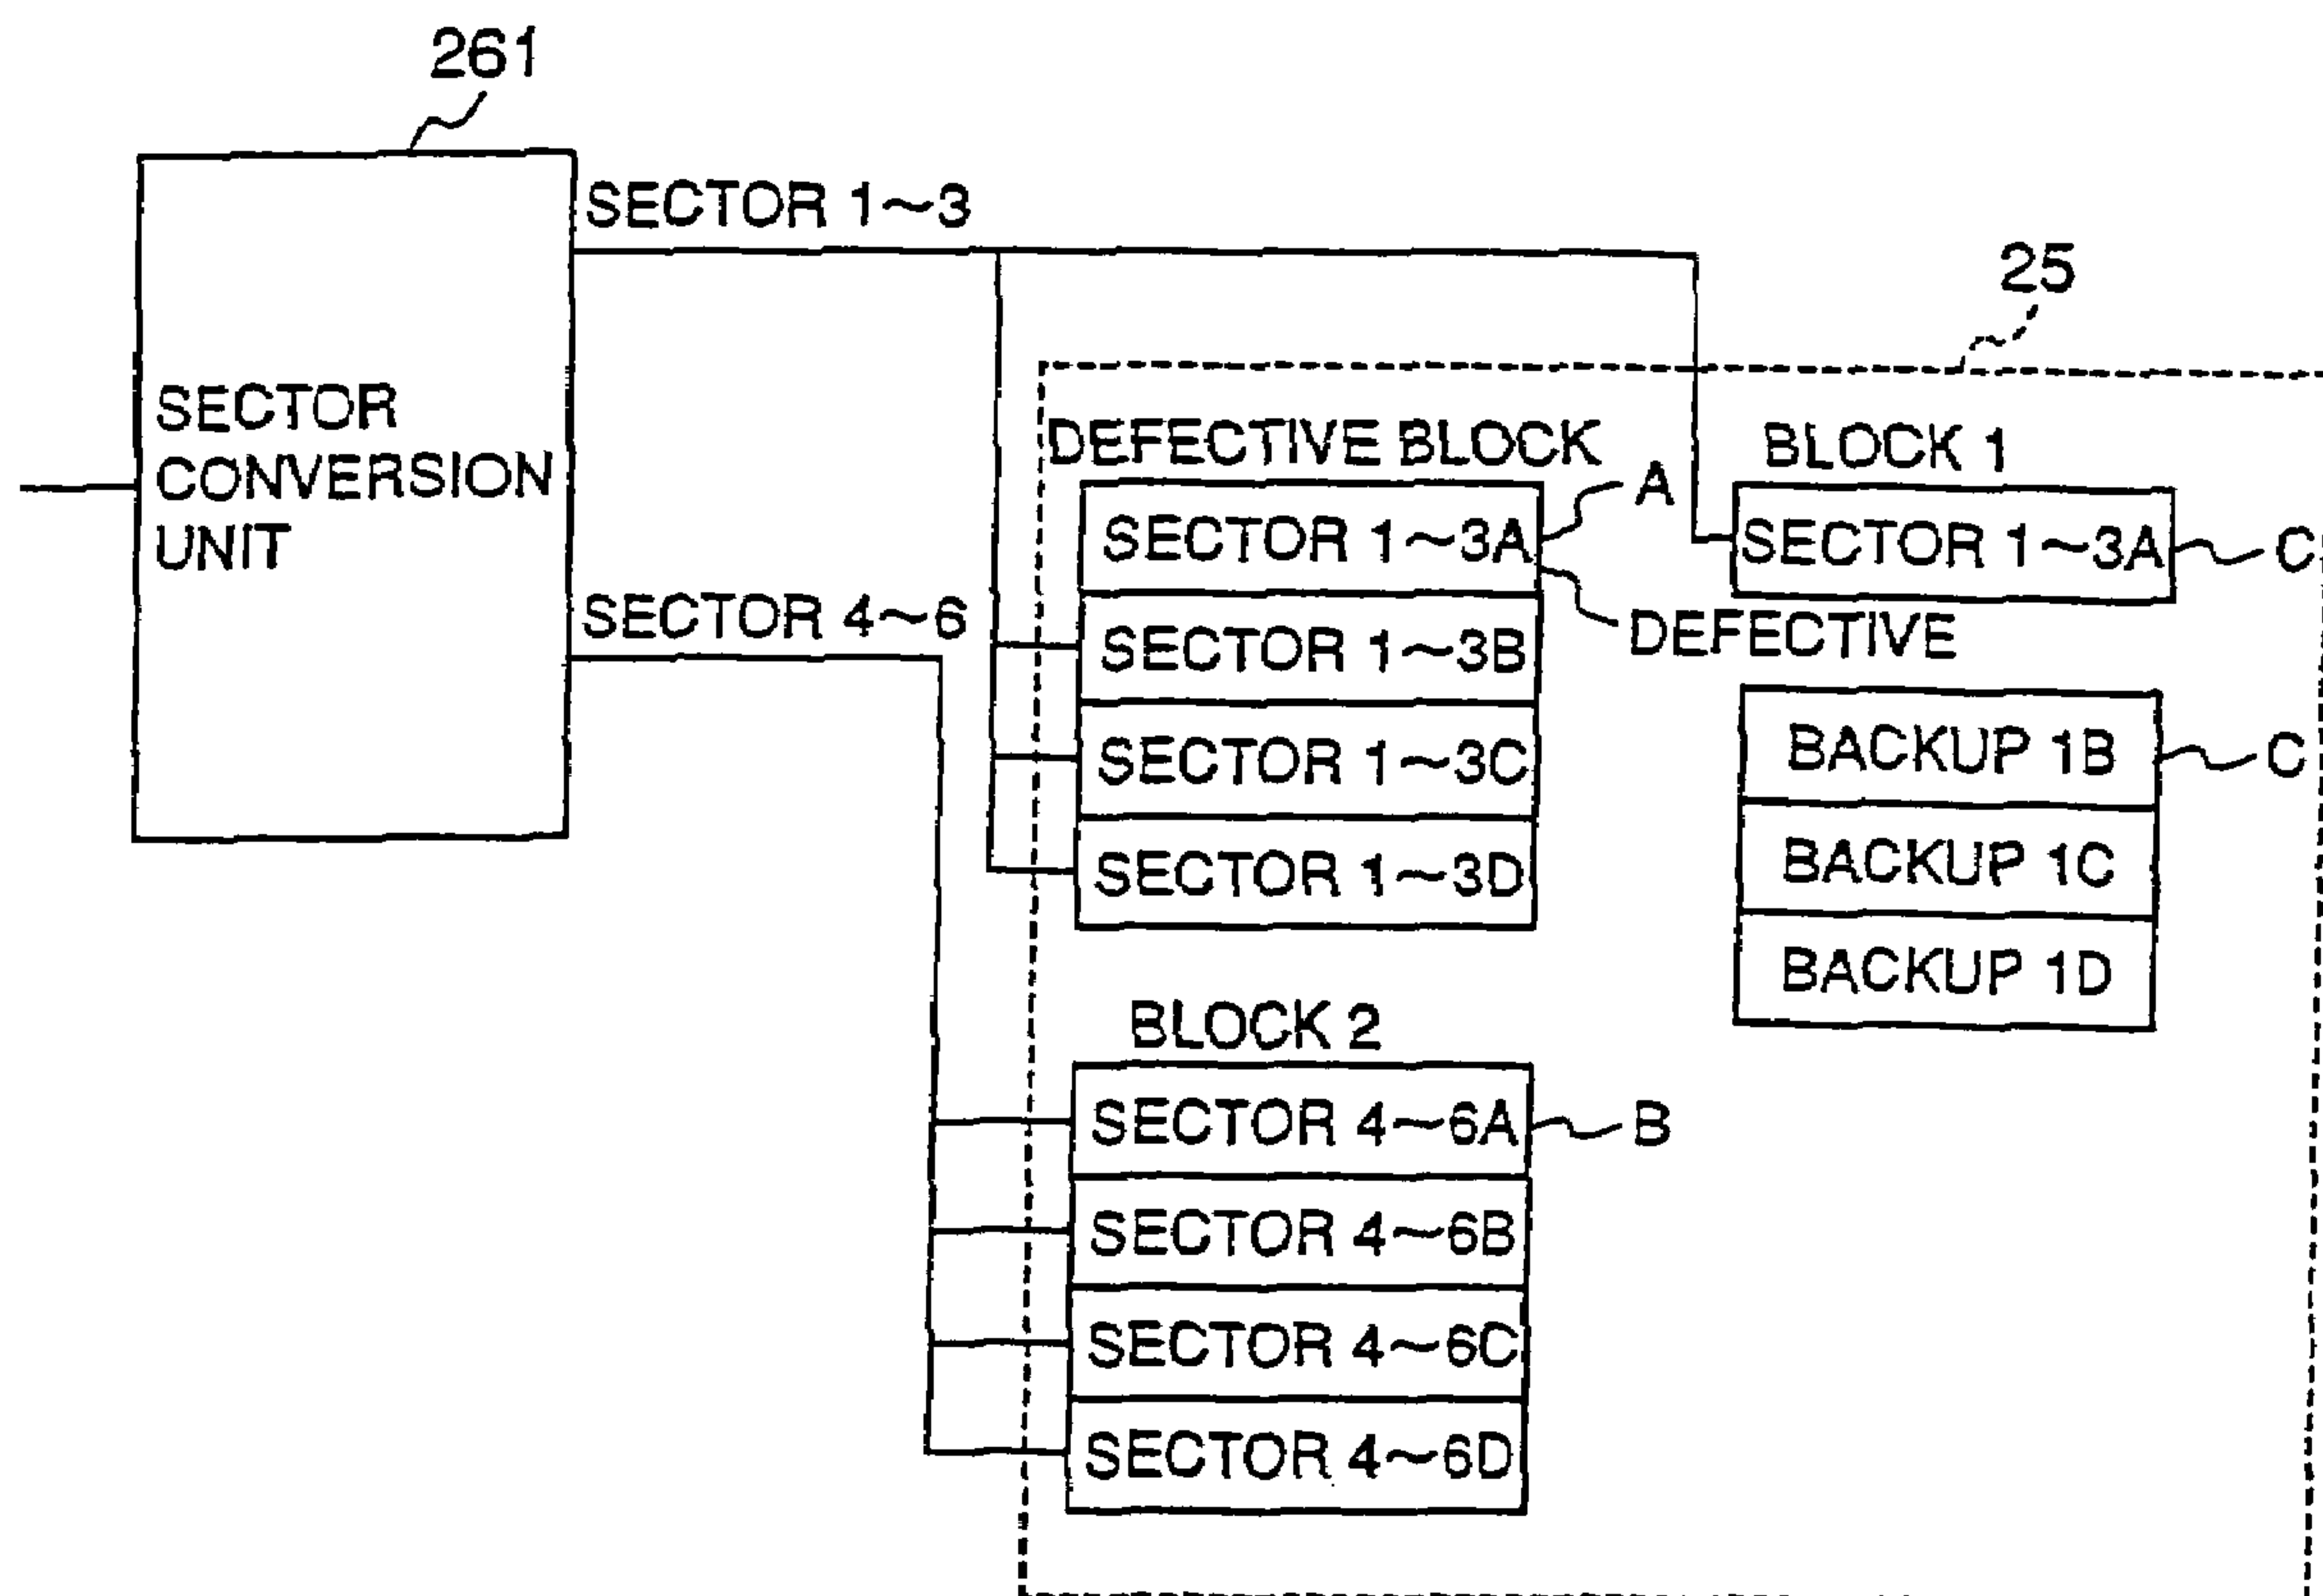 261
SECTOR 1~3
25
SECTOR
CONVERSION
UNIT
SECTOR 4~6
DEFECTIVE BLOCK
A
SECTOR 1~3A
DEFECTIVE
SECTOR 1~3B
SECTOR 1~3C
SECTOR 1~3D
BLOCK 1
SECTOR 1~3A
C
BACKUP 1B
C
BACKUP 1C
BACKUP 1D
BLOCK 2
SECTOR 4~6A
B
SECTOR 4~6B
SECTOR 4~6C
SECTOR 4~6D